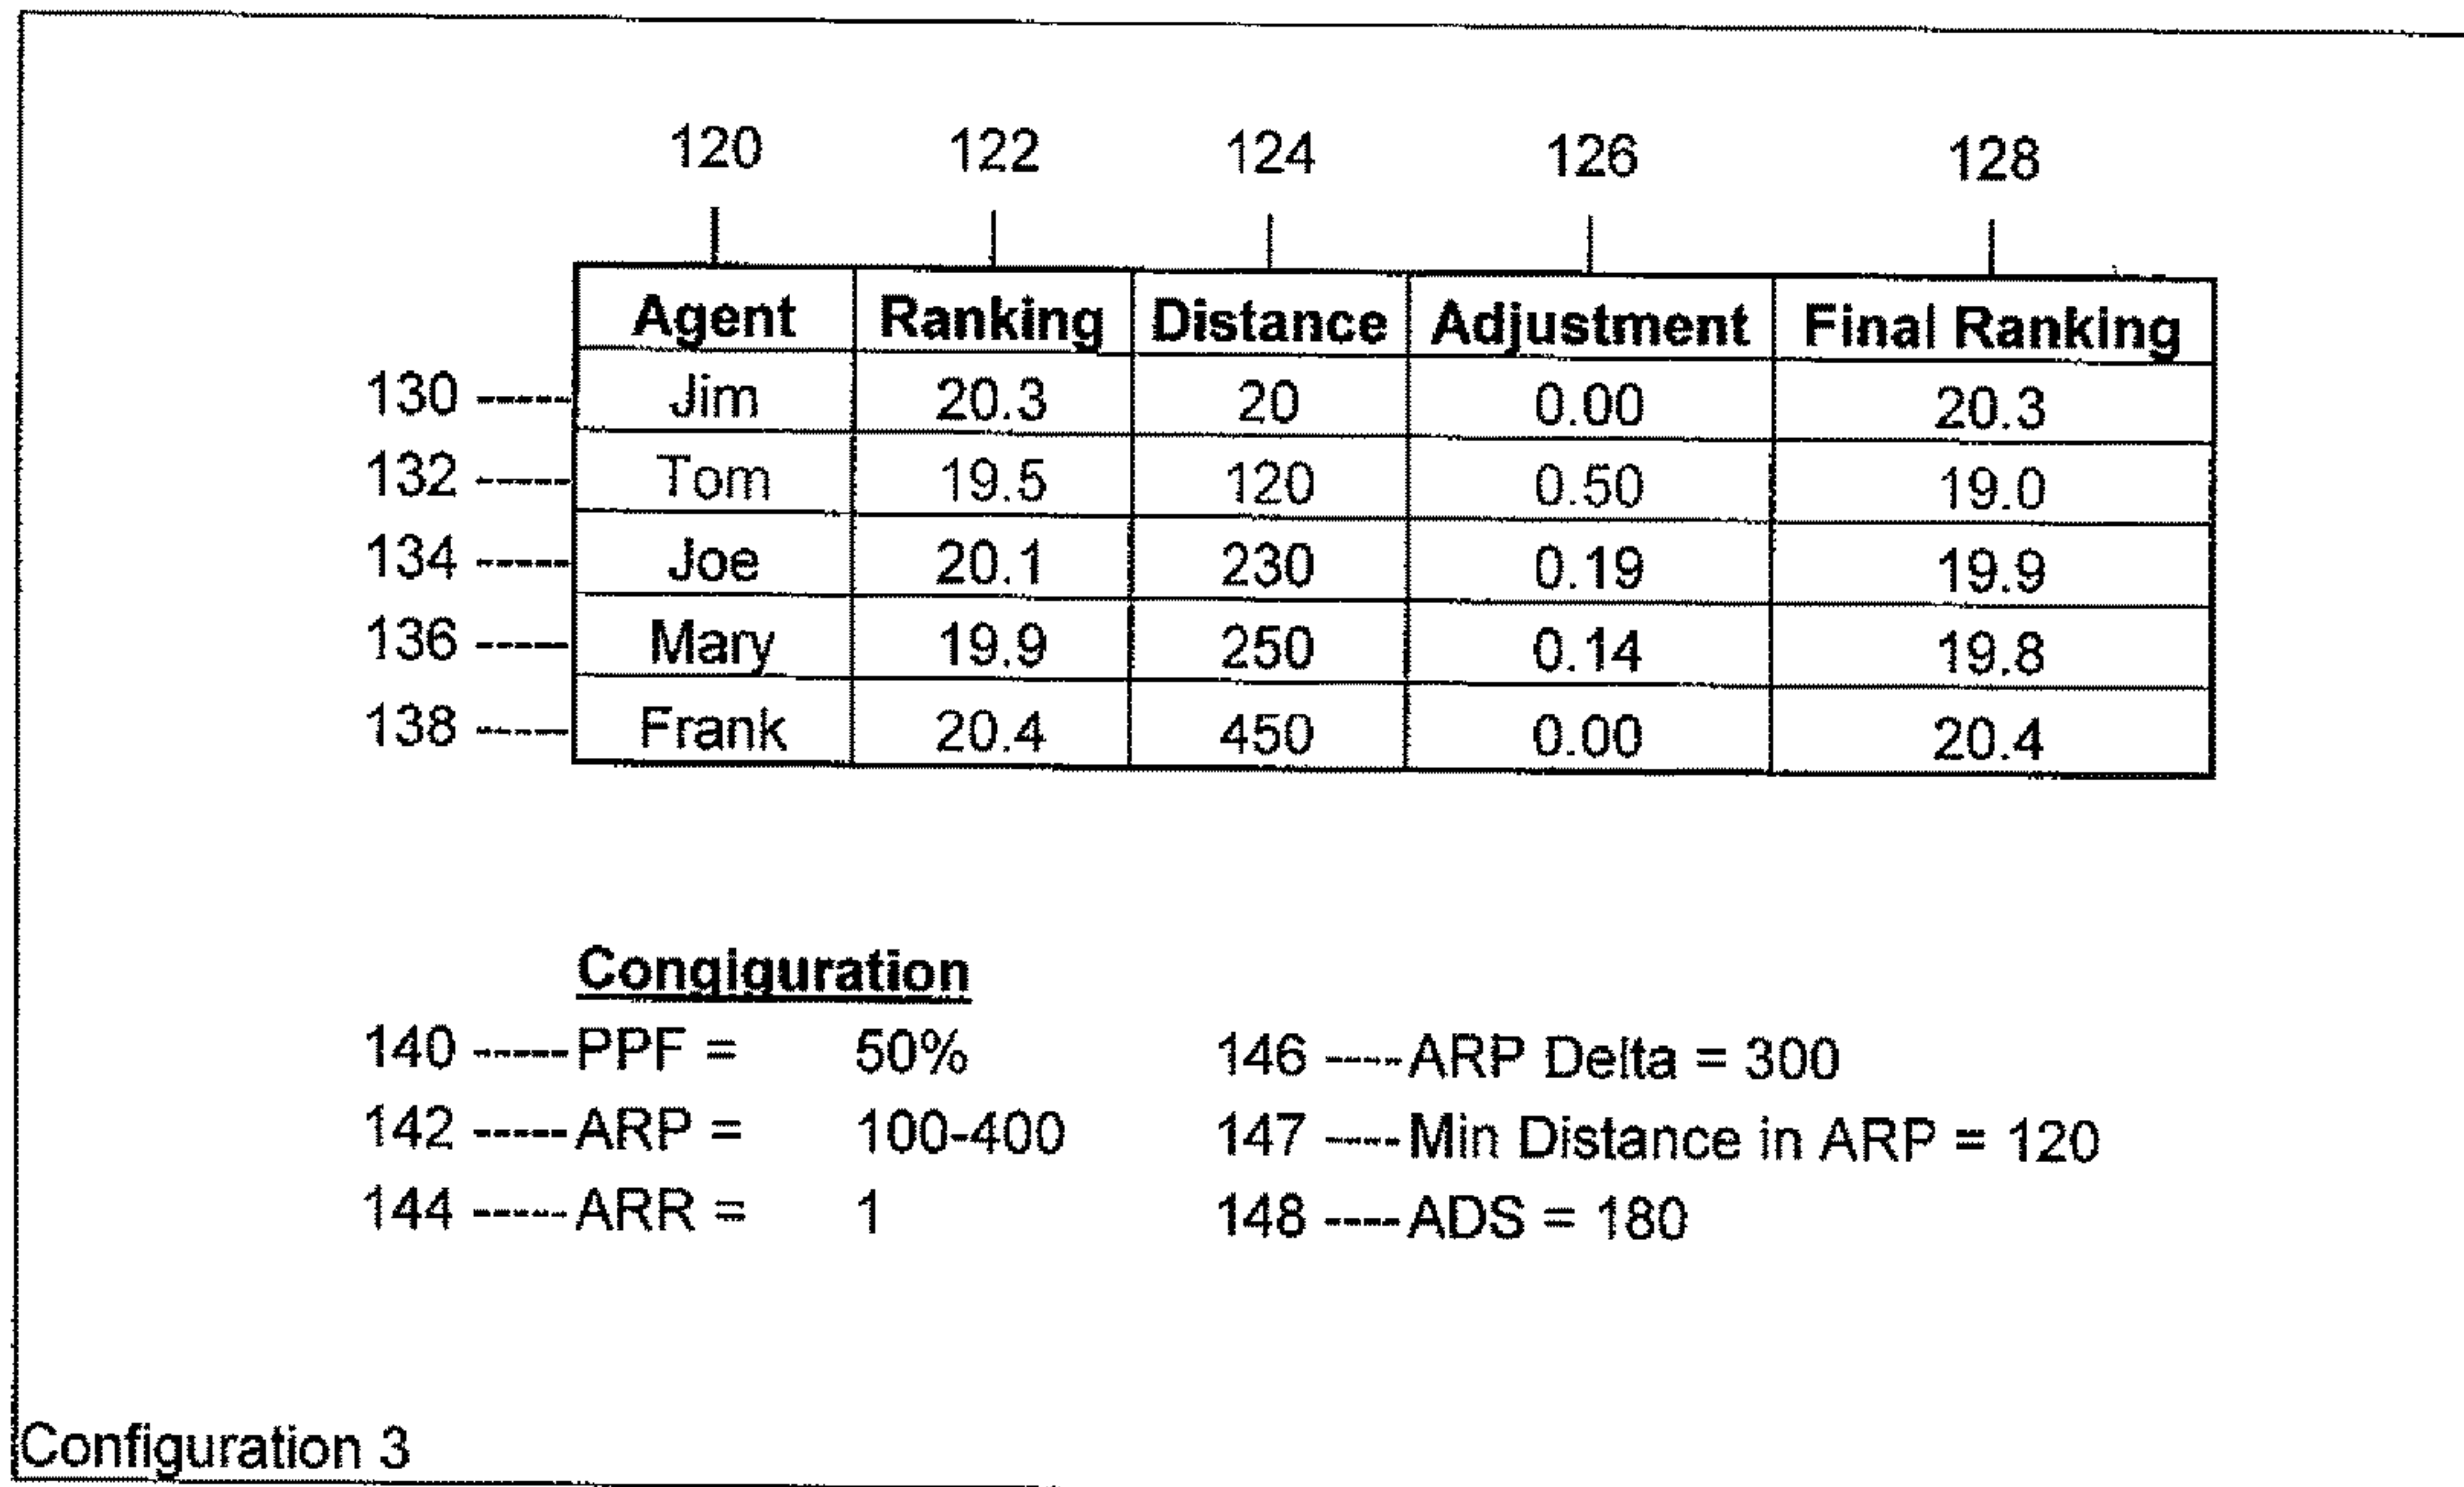 120 122 124 126 128
Agent Ranking Distance Adjustment Final Ranking
130 ----- Jim 20.3 20 0.00 20.3
132 ----- Tom 19.5 120 0.50 19.0
134 ----- Joe 20.1 230 0.19 19.9
136 ----- Mary 19.9 250 0.14 19.8
138 ----- Frank 20.4 450 0.00 20.4
Conqiguration
140 ----- PPF = 50% 146 ---- ARP Delta = 300
142 ----- ARP = 100-400 147 ---- Min Distance in ARP = 120
144 ----- ARR = 1 148 ---- ADS = 180
Configuration 3